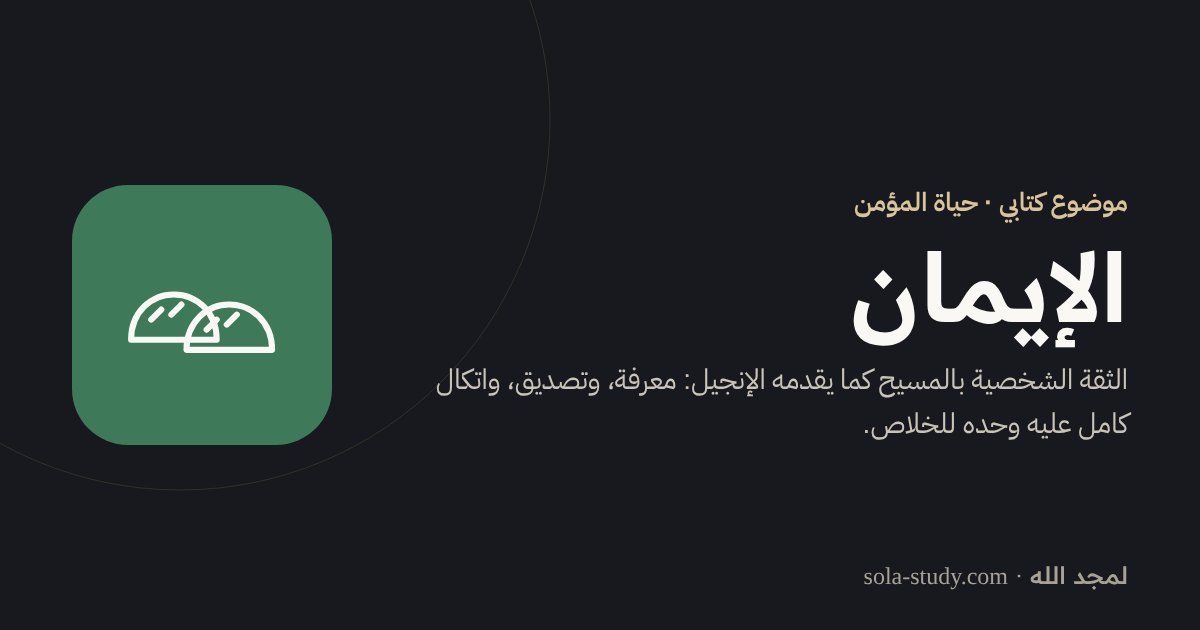 موضوع كتابي · حياة المؤمن
الإيمان
الثقة الشخصية بالمسيح كما يقدمه الإنجيل: معرفة، وتصديق، واتكال
كامل عليه وحده للخلاص.
لمجد الله · sola-study.com